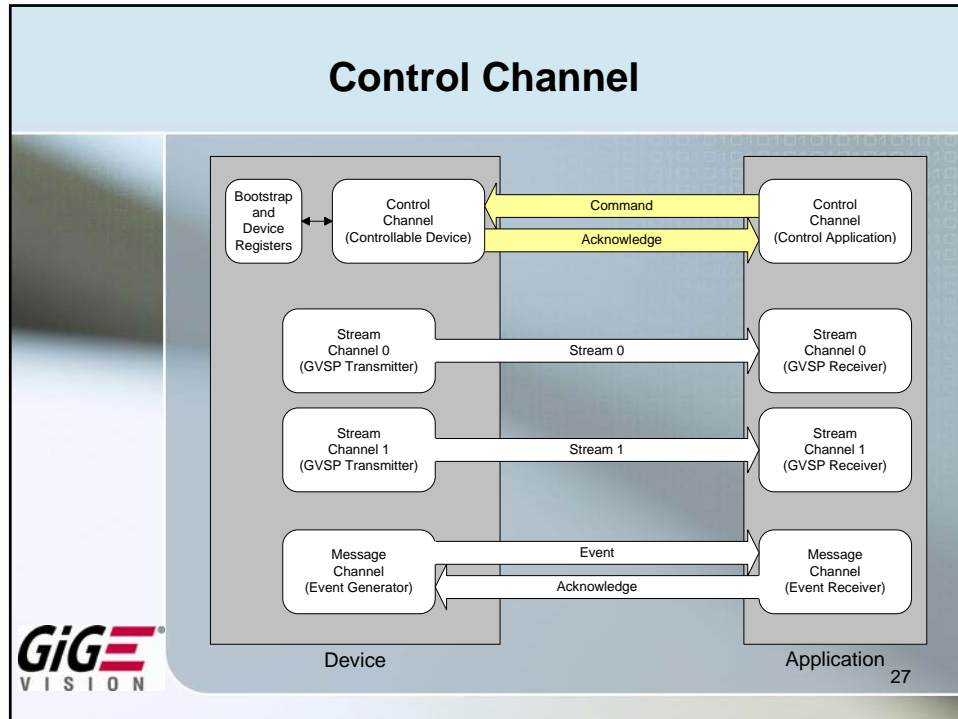 Control Channel
Bootstrap
and
Device
Registers
Control
Channel
(Controllable Device)
Command
Acknowledge
Control
Channel
(Control Application)
Stream
Channel 0
(GVSP Transmitter)
Stream 0
Stream
Channel 0
(GVSP Receiver)
Stream
Channel 1
(GVSP Transmitter)
Stream 1
Stream
Channel 1
(GVSP Receiver)
Message
Channel
(Event Generator)
Event
Acknowledge
Message
Channel
(Event Receiver)
Device
Application
GiGE®
VISION
27